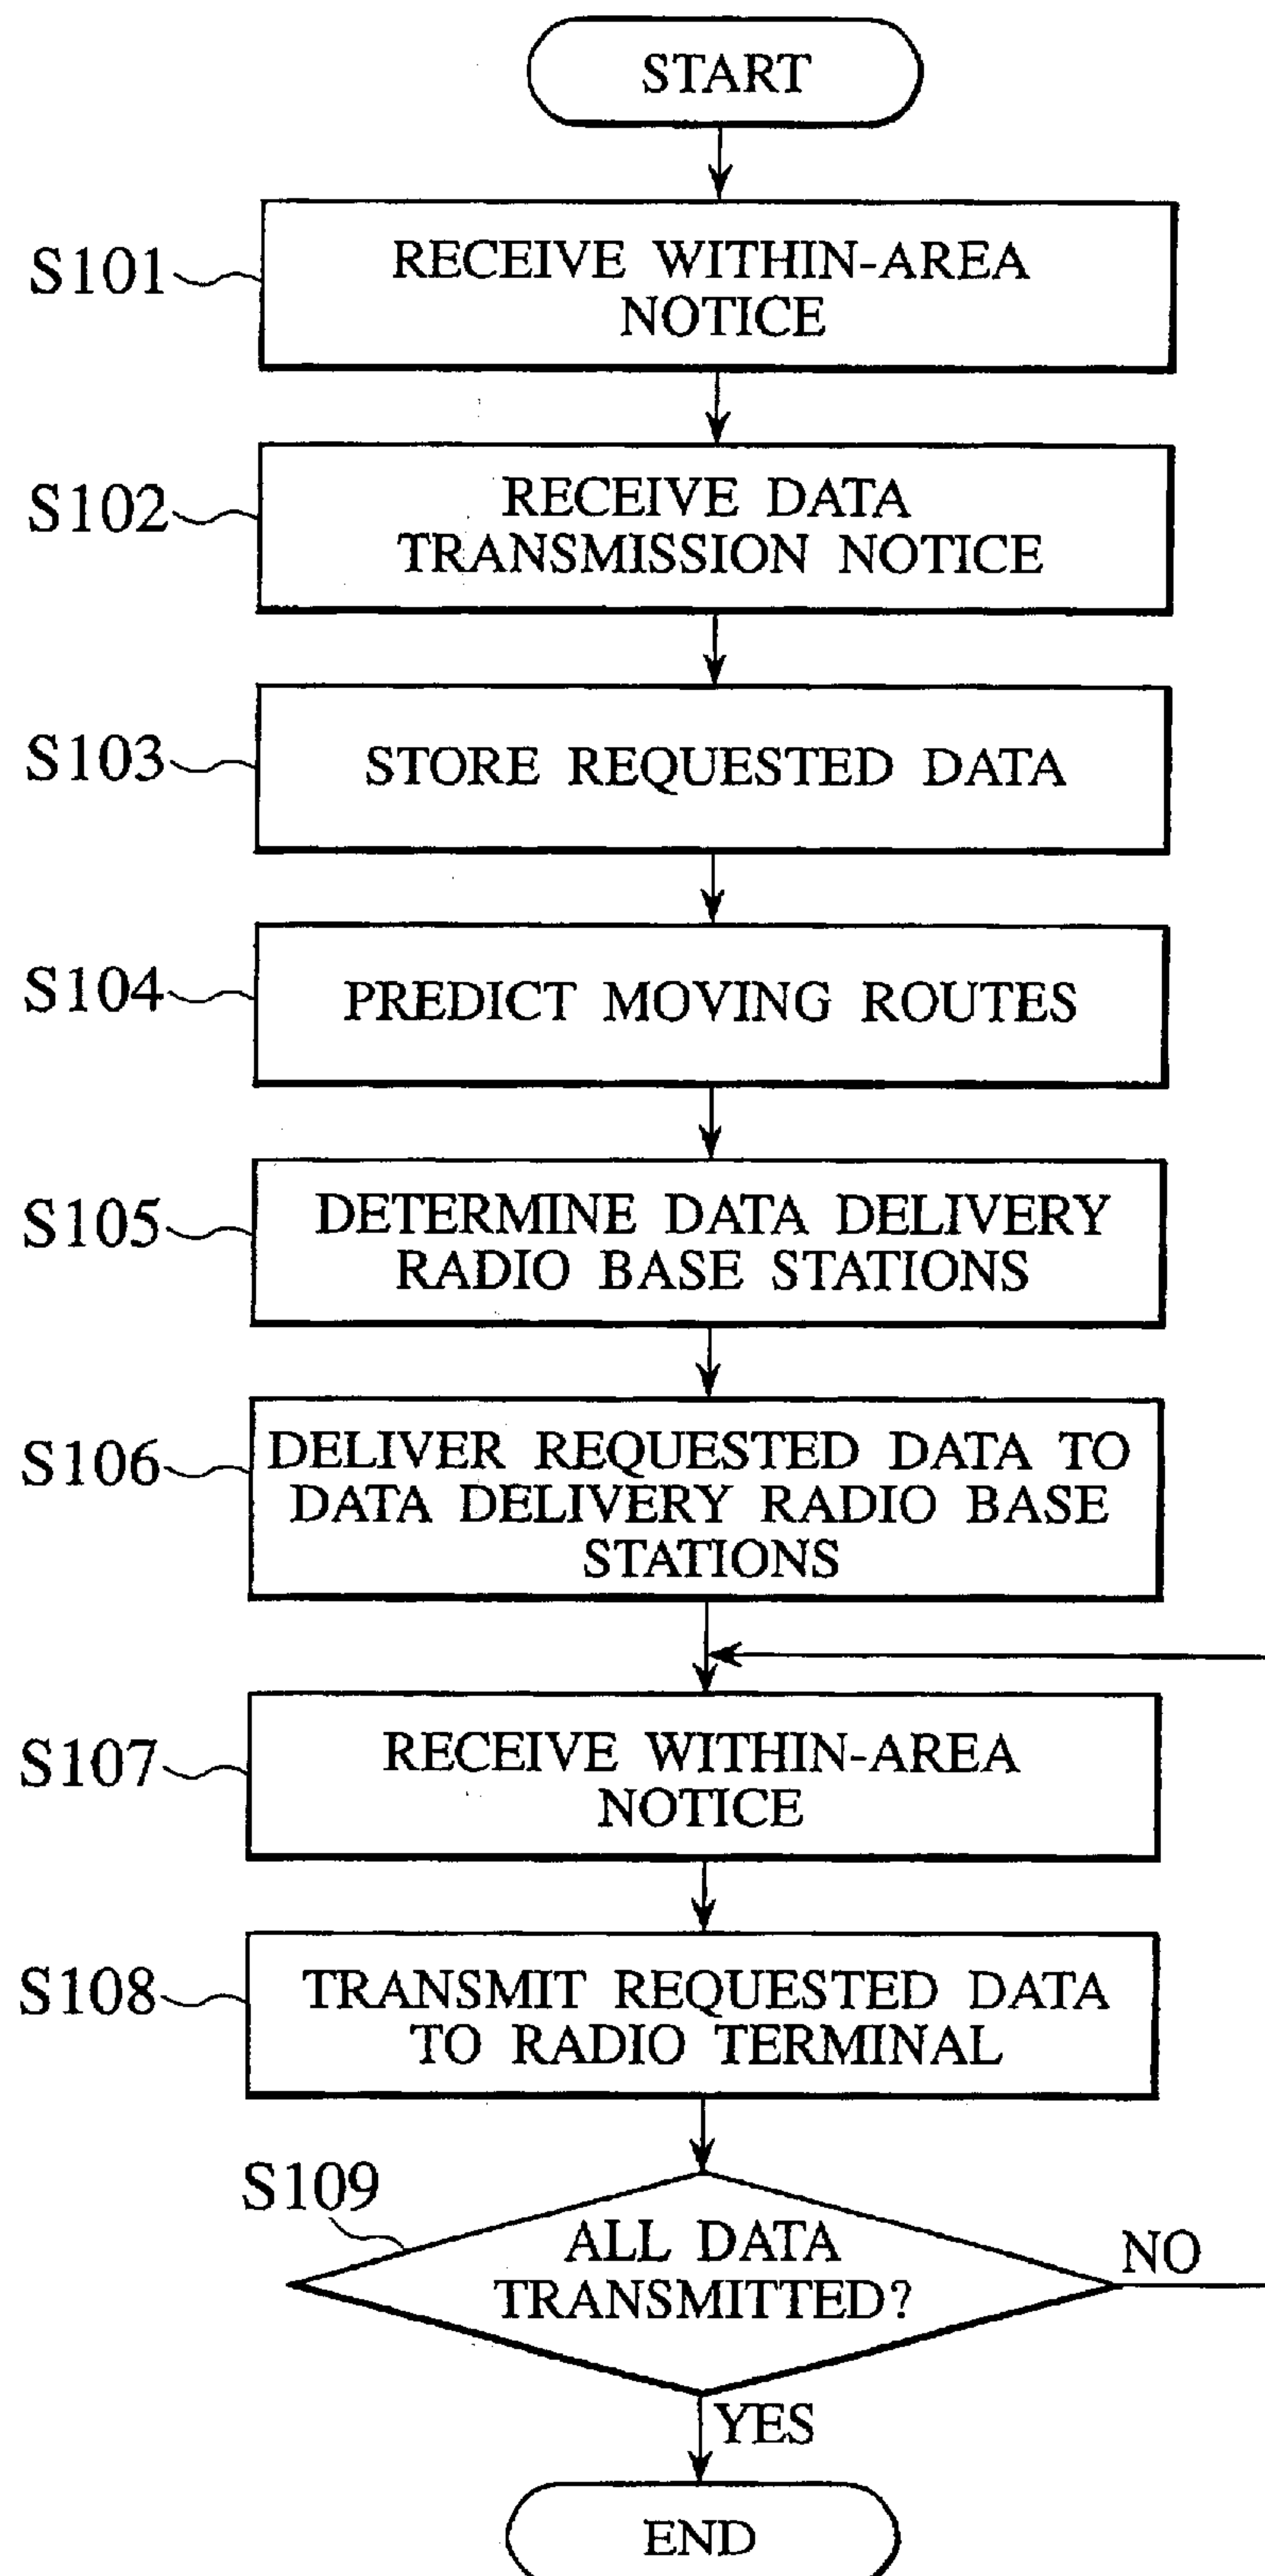 START
S101
RECEIVE WITHIN-AREA
NOTICE
S102
RECEIVE DATA
TRANSMISSION NOTICE
S103
STORE REQUESTED DATA
S104
PREDICT MOVING ROUTES
S105
DETERMINE DATA DELIVERY
RADIO BASE STATIONS
S106
DELIVER REQUESTED DATA TO
DATA DELIVERY RADIO BASE
STATIONS
S107
RECEIVE WITHIN-AREA
NOTICE
S108
TRANSMIT REQUESTED DATA
TO RADIO TERMINAL
S109
ALL DATA
TRANSMITTED?
NO
YES
END